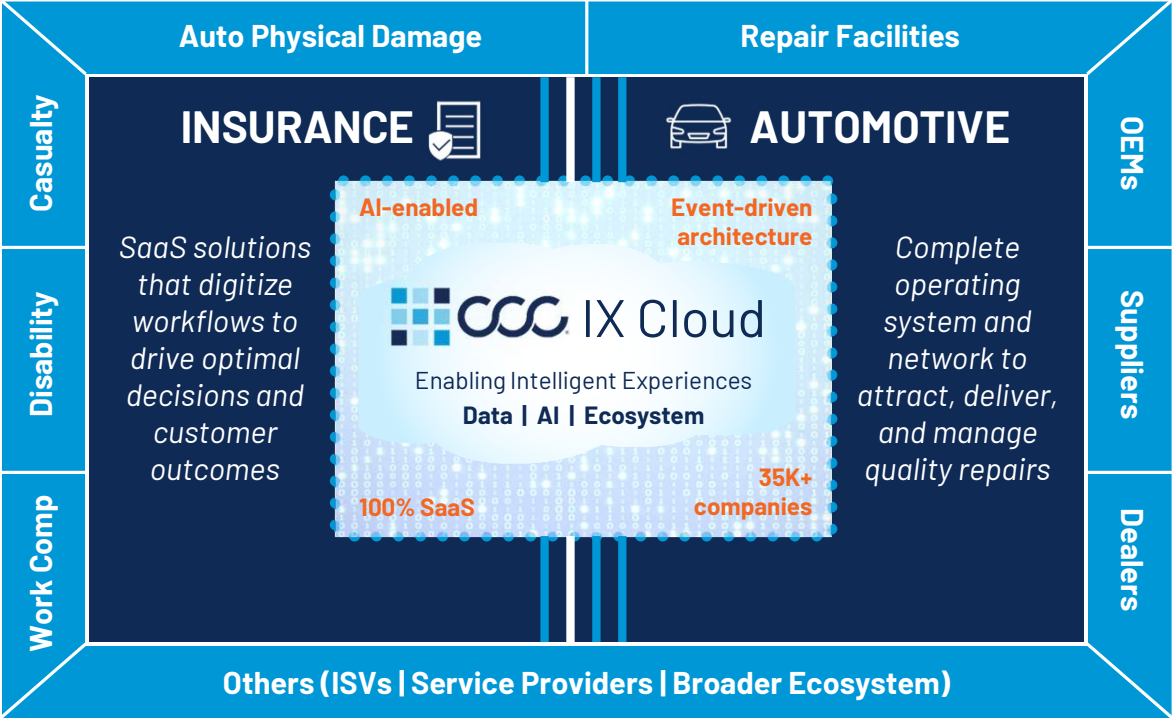 Auto Physical Damage
Repair Facilities
Casualty
Disability
Work Comp
INSURANCE
SaaS solutions
that digitize
workflows to
drive optimal
decisions and
customer
outcomes
AI-enabled
Event-driven
architecture
CCC IX Cloud
Enabling Intelligent Experiences
Data | AI | Ecosystem
100% SaaS
35K+
companies
AUTOMOTIVE
Complete
operating
system and
network to
attract, deliver,
and manage
quality repairs
OEMs
Suppliers
Dealers
Others (ISVs | Service Providers | Broader Ecosystem)